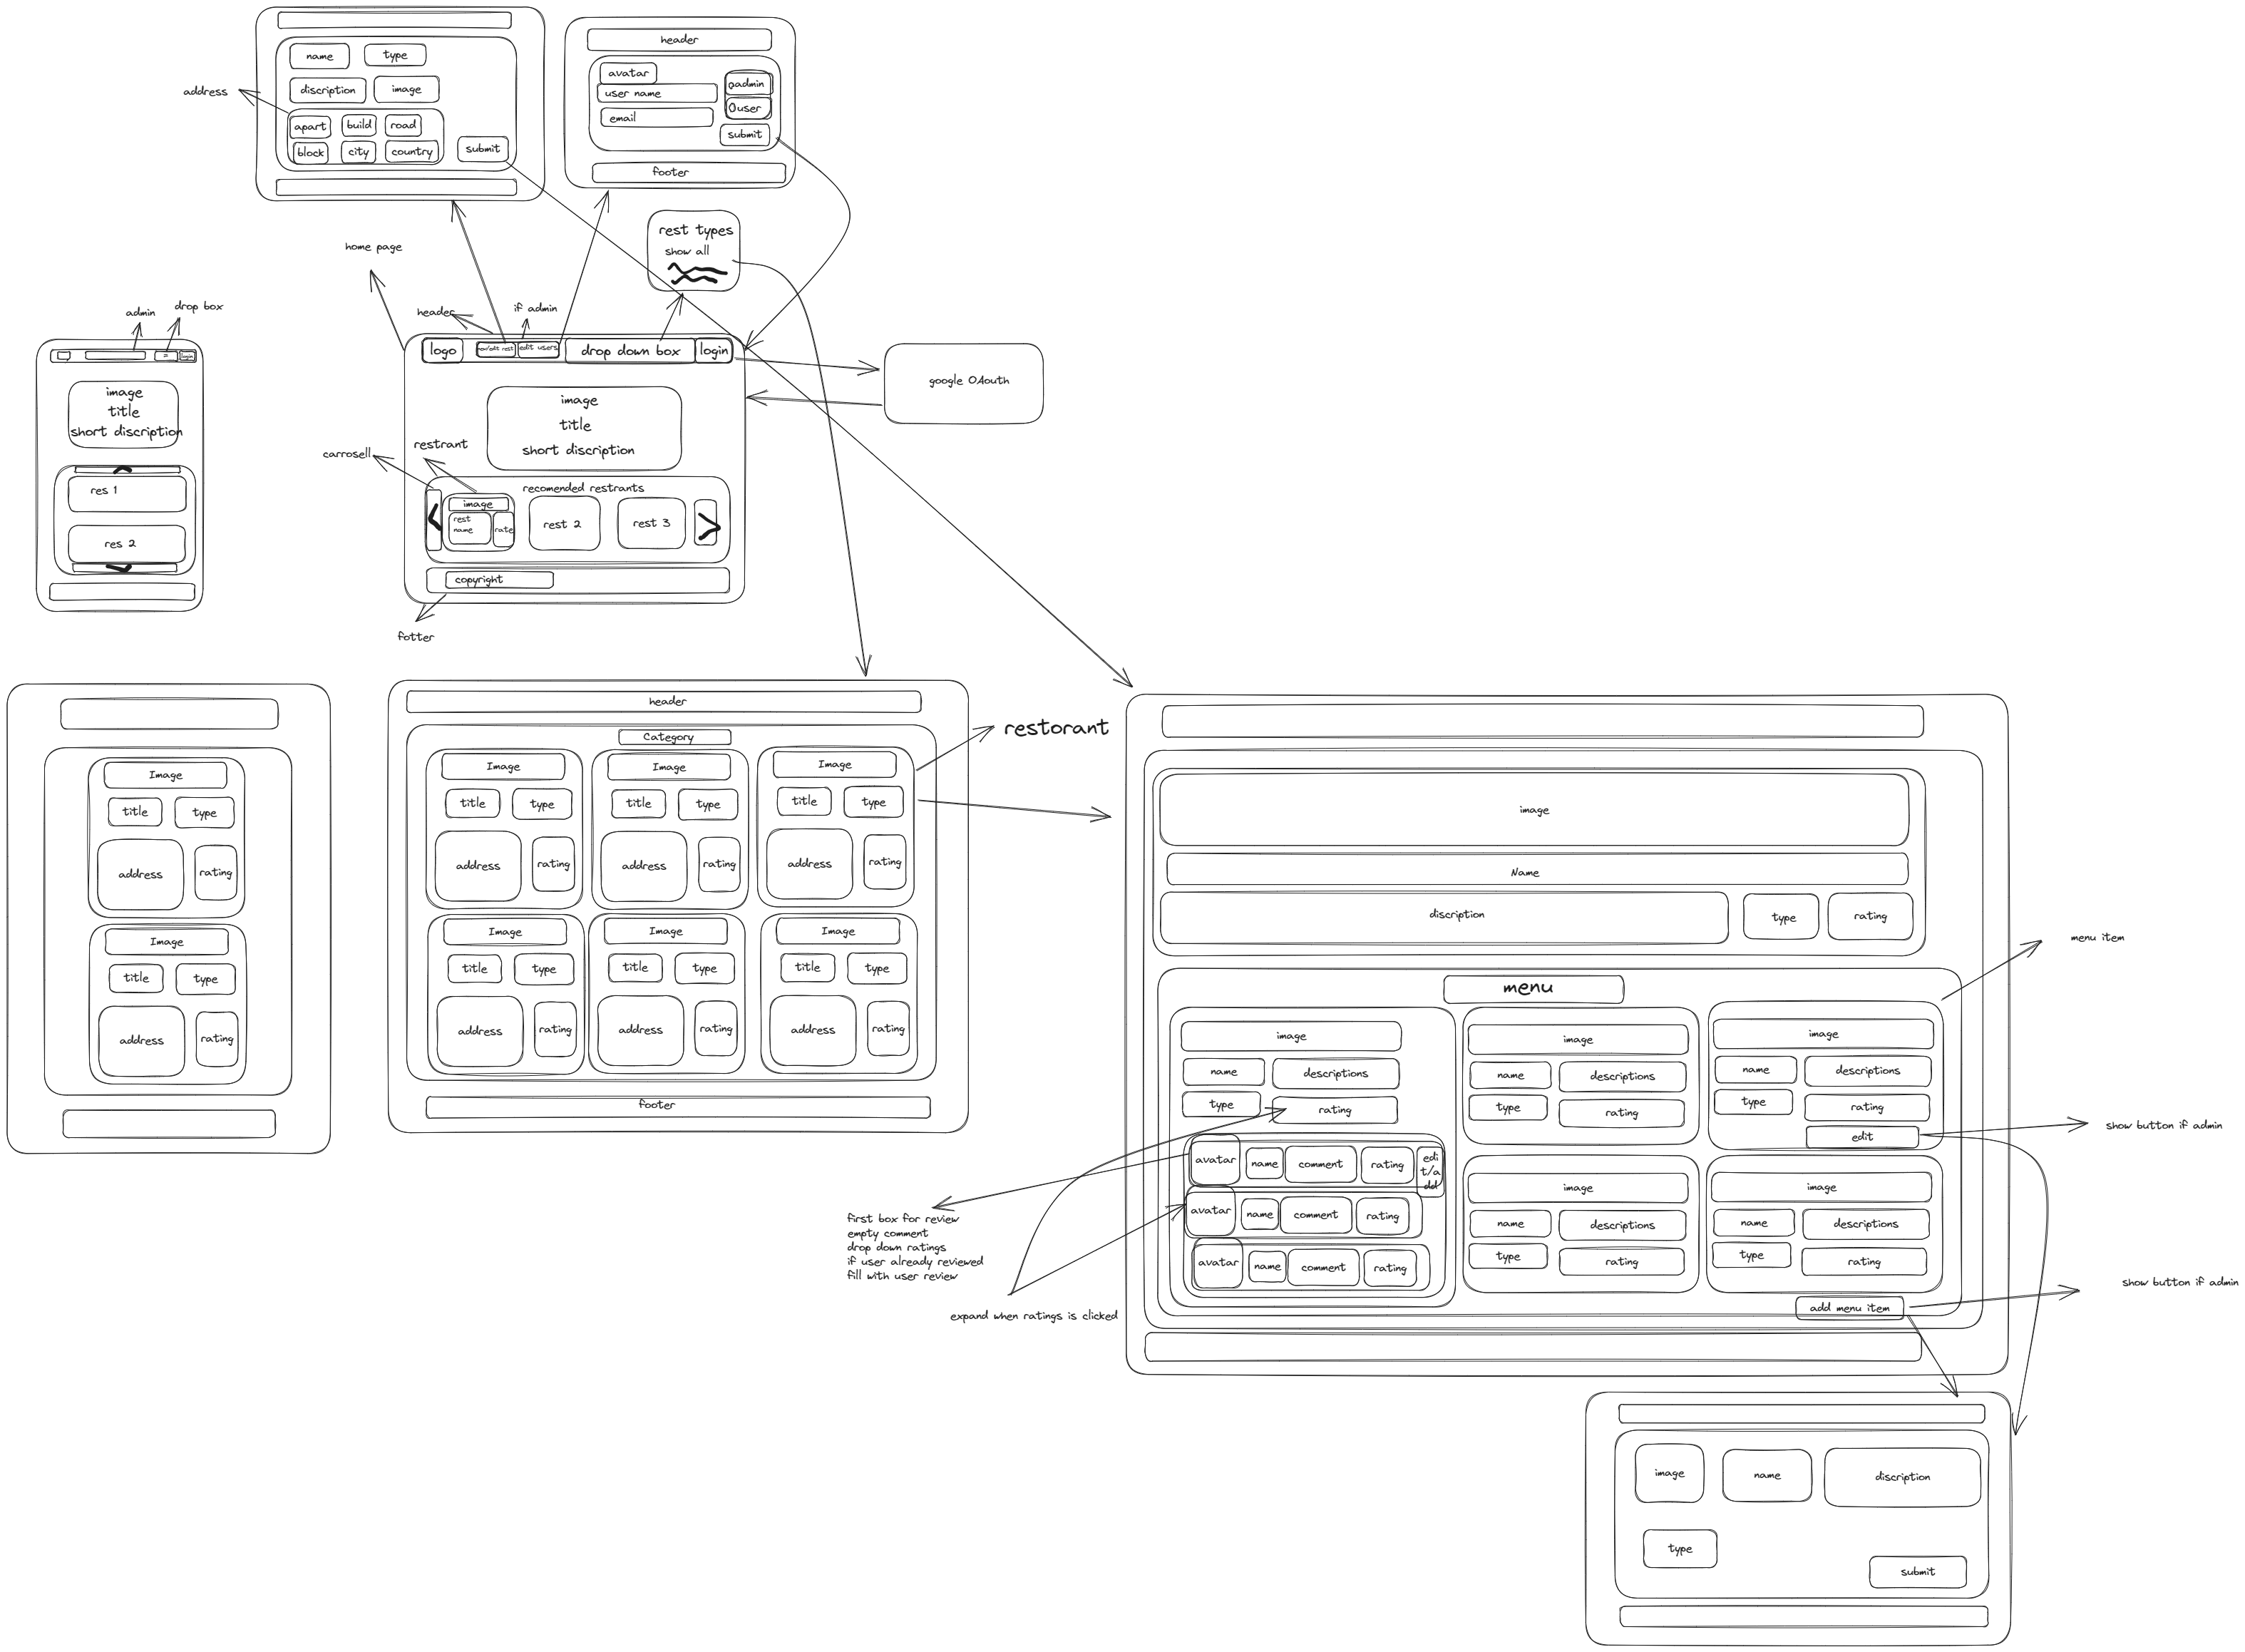 name
type
discription
image
address
apart
build
road
block
city
country
submit
header
avatar
user name
email
admin
user
submit
footer
rest types
show all
home page
header
if admin
logo
edit users
drop down box
login
google OAouth
image
title
short discription
carrosell
restrant
recomended restrants
image
rest
name
rate
rest 2
rest 3
copyright
fotter
admin
drop box
login
image
title
short discription
res 1
res 2
Image
title
type
address
rating
Image
title
type
address
rating
header
Category
Image
Image
Image
title
type
title
type
title
type
address
rating
address
rating
address
rating
Image
Image
Image
title
type
title
type
title
type
address
rating
address
rating
address
rating
footer
restorant
image
Name
discription
type
rating
menu item
menu
image
name
descriptions
type
rating
avatar
name
comment
rating
edi
t/a
dd
avatar
name
comment
rating
avatar
name
comment
rating
image
name
descriptions
type
rating
image
name
descriptions
type
rating
edit
show button if admin
image
name
descriptions
type
rating
image
name
descriptions
type
rating
add menu item
show button if admin
first box for review
empty comment
drop down ratings
if user already reviewed
fill with user review
expand when ratings is clicked
image
name
discription
type
submit